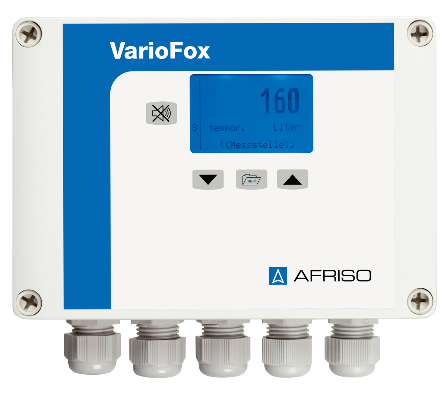 VarioFox
160
S tempor. Liter
((Messstelle))
AFRISO